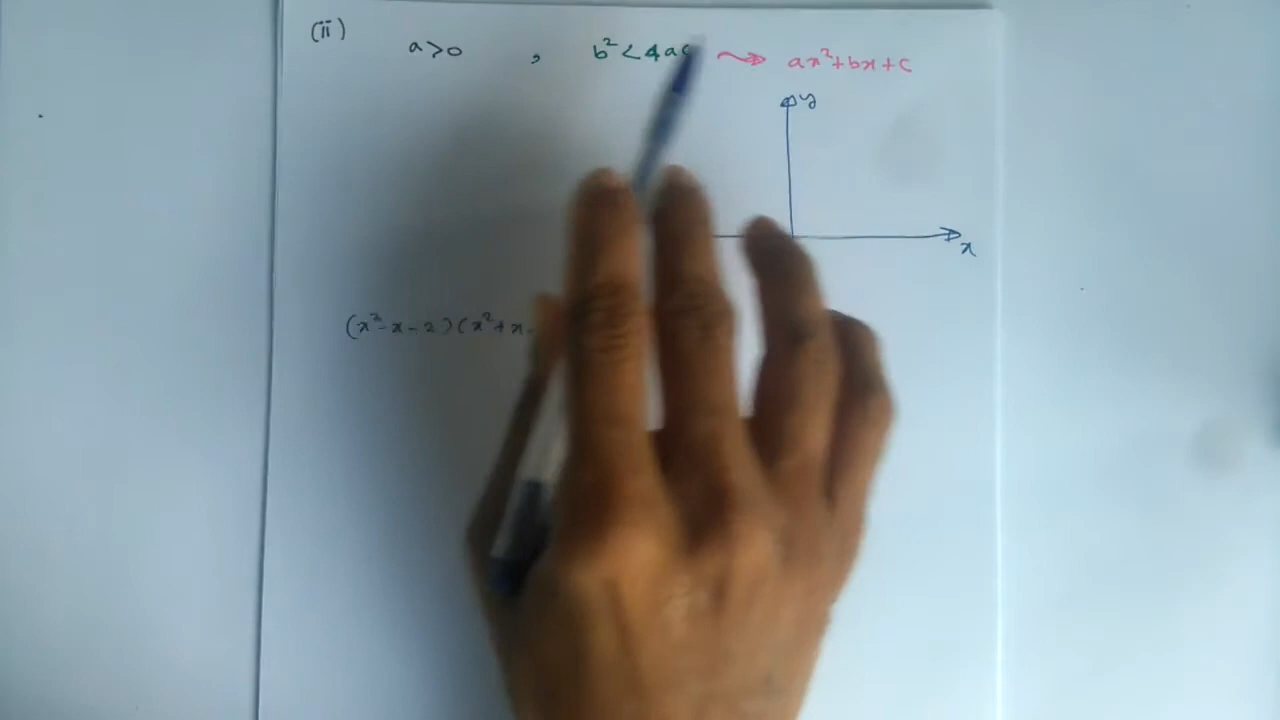 (ii) a>0 , b²<4ac ⇝ ax²+bx+c
y
x
(x²-x-2)(x²+x-